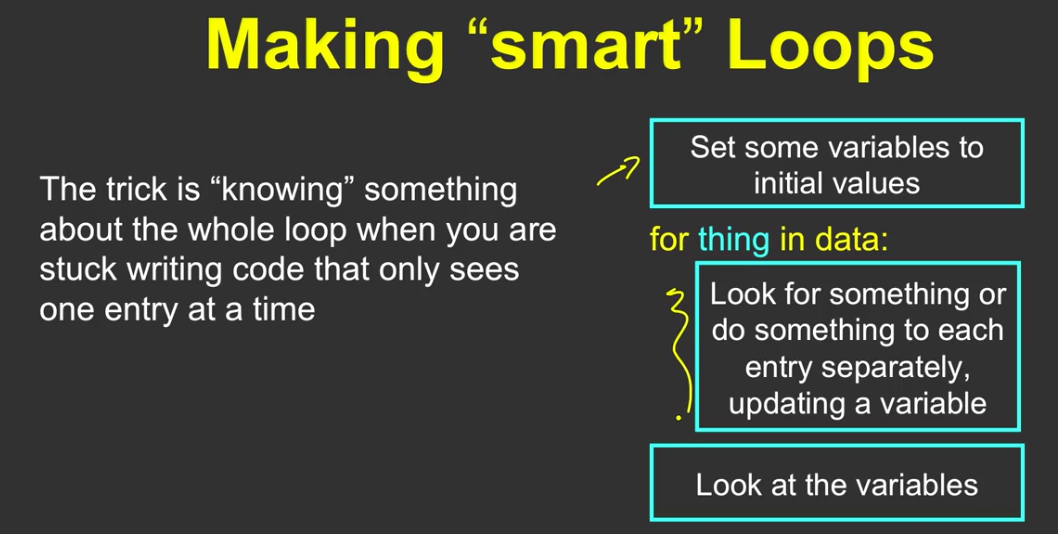 Making “smart” Loops
The trick is “knowing” something
about the whole loop when you are
stuck writing code that only sees
one entry at a time
Set some variables to
initial values
for thing in data:
Look for something or
do something to each
entry separately,
updating a variable
Look at the variables